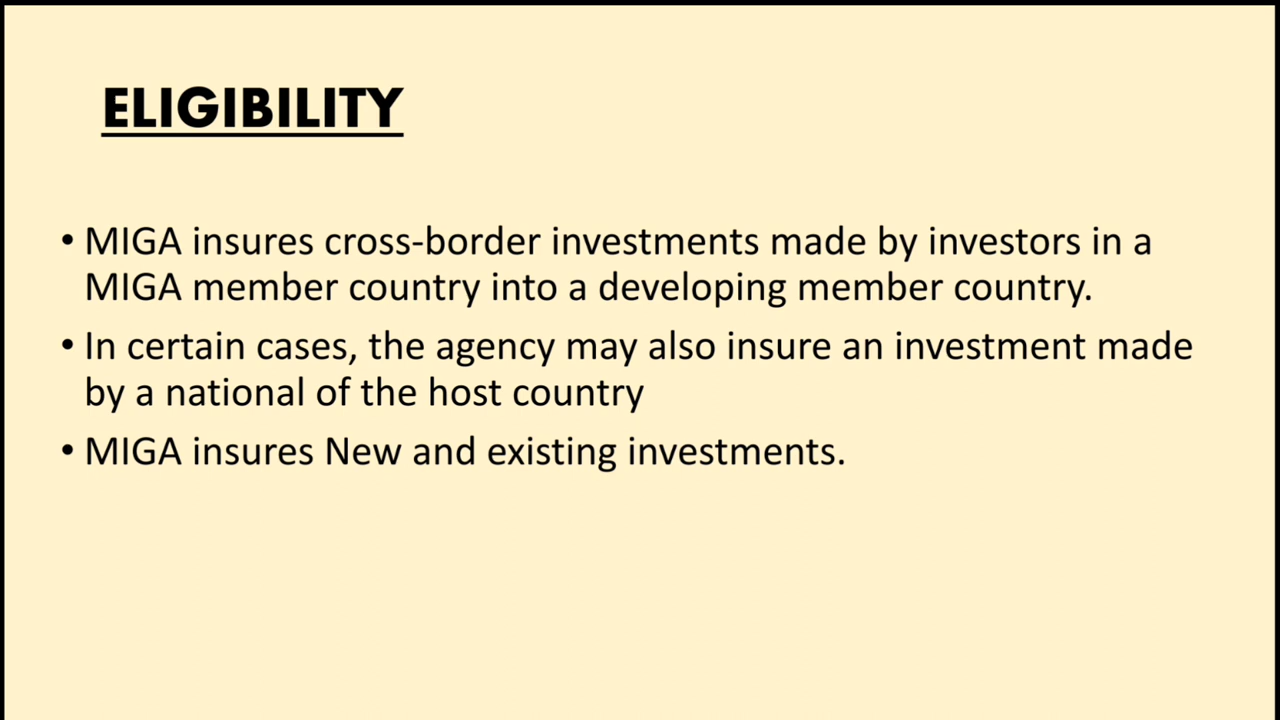 ELIGIBILITY
• MIGA insures cross-border investments made by investors in a
MIGA member country into a developing member country.
• In certain cases, the agency may also insure an investment made
by a national of the host country
• MIGA insures New and existing investments.